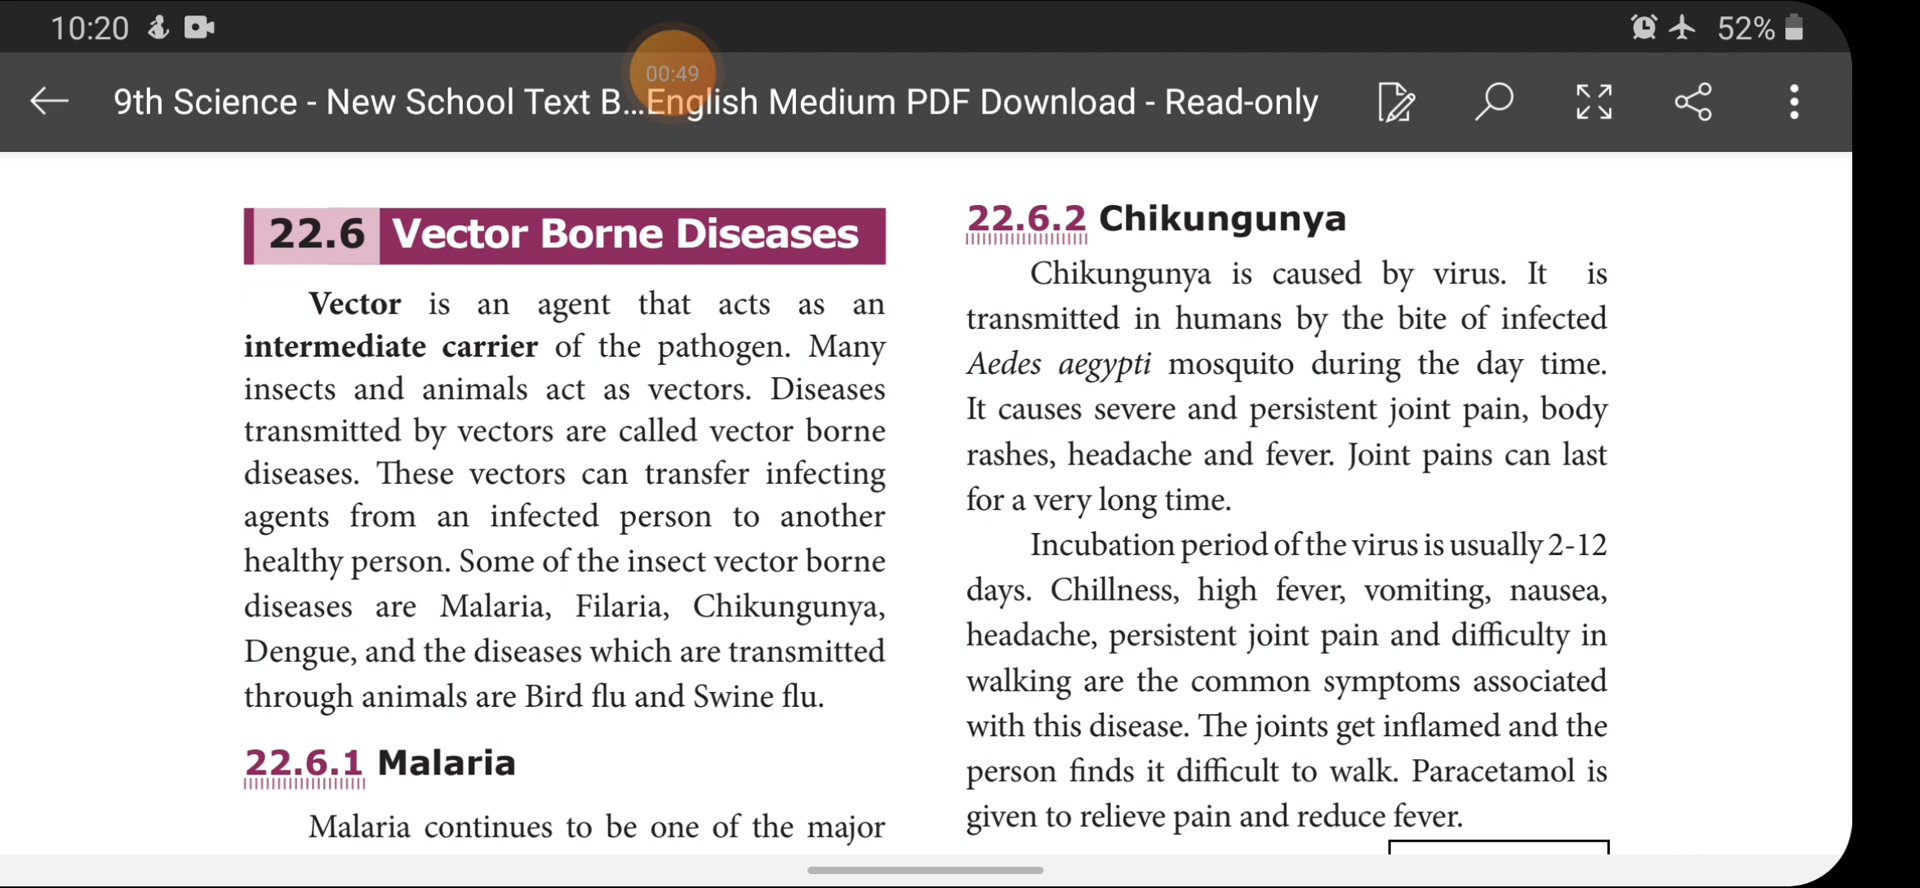 10:20
52%
00:49
9th Science - New School Text B...English Medium PDF Download - Read-only
22.6 Vector Borne Diseases
Vector is an agent that acts as an
intermediate carrier of the pathogen. Many
insects and animals act as vectors. Diseases
transmitted by vectors are called vector borne
diseases. These vectors can transfer infecting
agents from an infected person to another
healthy person. Some of the insect vector borne
diseases are Malaria, Filaria, Chikungunya,
Dengue, and the diseases which are transmitted
through animals are Bird flu and Swine flu.
22.6.1 Malaria
Malaria continues to be one of the major
22.6.2 Chikungunya
Chikungunya is caused by virus. It is
transmitted in humans by the bite of infected
Aedes aegypti mosquito during the day time.
It causes severe and persistent joint pain, body
rashes, headache and fever. Joint pains can last
for a very long time.
Incubation period of the virus is usually 2-12
days. Chillness, high fever, vomiting, nausea,
headache, persistent joint pain and difficulty in
walking are the common symptoms associated
with this disease. The joints get inflamed and the
person finds it difficult to walk. Paracetamol is
given to relieve pain and reduce fever.